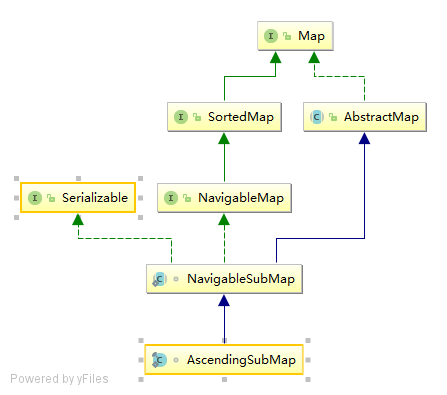 Map
SortedMap
AbstractMap
Serializable
NavigableMap
NavigableSubMap
AscendingSubMap
Powered by yFiles